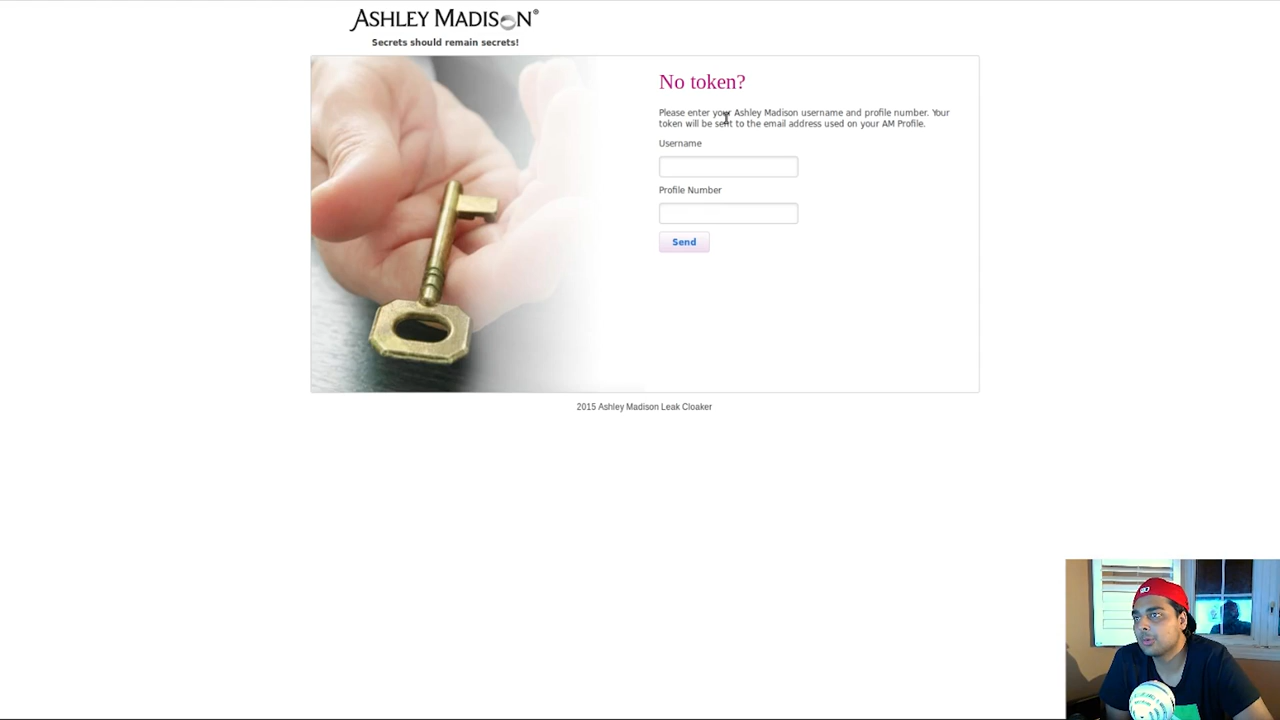 ASHLEY MADISON®
Secrets should remain secrets!
No token?
Please enter your Ashley Madison username and profile number. Your
token will be sent to the email address used on your AM Profile.
Username
Profile Number
Send
2015 Ashley Madison Leak Cloaker